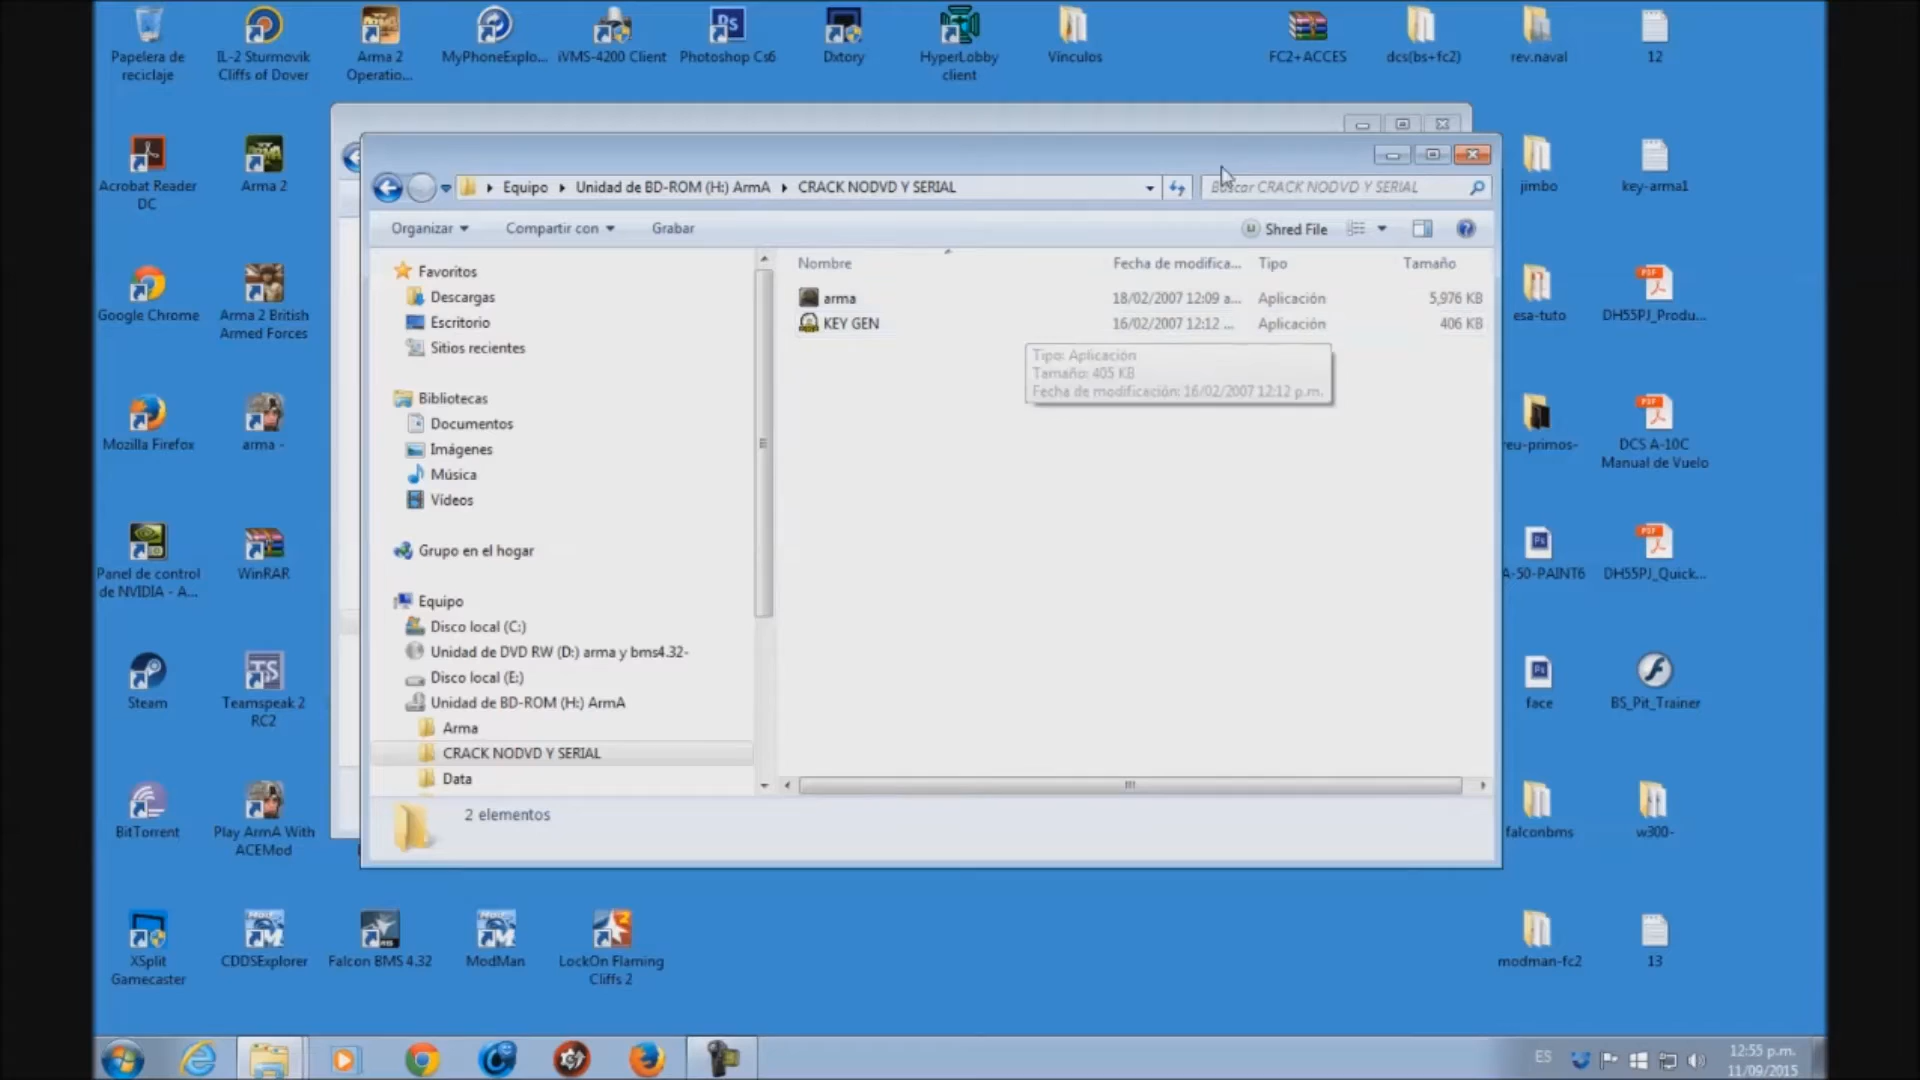 Papelera de
reciclaje
IL-2 Sturmovik
Cliffs of Dover
Arma 2
Operatio...
MyPhoneExplo...
iVMS-4200 Client
Photoshop Cs6
Dxtory
HyperLobby
client
Vínculos
FC2+ACCES
dcs(bs+fc2)
rev.naval
12
Acrobat Reader
DC
Arma 2
jimbo
key-arma1
Equipo
Unidad de BD-ROM (H:) ArmA
CRACK NODVD Y SERIAL
Buscar CRACK NODVD Y SERIAL
Organizar
Compartir con
Grabar
Shred File
Favoritos
Descargas
Escritorio
Sitios recientes
Bibliotecas
Documentos
Imágenes
Música
Vídeos
Grupo en el hogar
Equipo
Disco local (C:)
Unidad de DVD RW (D:) arma y bms4.32-
Disco local (E:)
Unidad de BD-ROM (H:) ArmA
Arma
CRACK NODVD Y SERIAL
Data
Nombre
Fecha de modifica...
Tipo
Tamaño
arma
18/02/2007 12:09 a...
Aplicación
5,976 KB
KEY GEN
16/02/2007 12:12 ...
Aplicación
406 KB
Tipo: Aplicación
Tamaño: 405 KB
Fecha de modificación: 16/02/2007 12:12 p.m.
2 elementos
Google Chrome
Arma 2 British
Armed Forces
esa-tuto
PDF
DH55PJ_Produ...
Mozilla Firefox
arma -
reu-primos-
PDF
DCS A-10C
Manual de Vuelo
Panel de control
de NVIDIA - A...
WinRAR
A-50-PAINT6
PDF
DH55PJ_Quick...
Steam
Teamspeak 2
RC2
face
BS_Pit_Trainer
BitTorrent
Play ArmA With
ACEMod
falconbms
w300-
XSplit
Gamecaster
CDDSExplorer
Falcon BMS 4.32
ModMan
LockOn Flaming
Cliffs 2
modman-fc2
13
ES
12:55 p.m.
11/09/2015